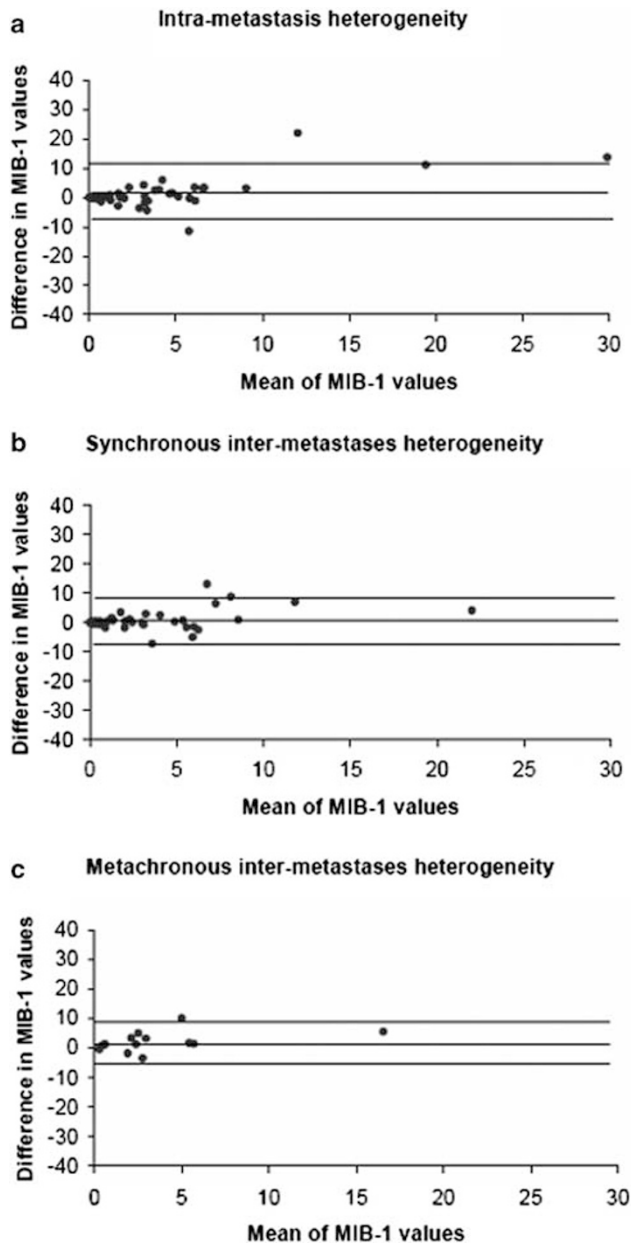 a
Intra-metastasis heterogeneity
Difference in MIB-1 values
40
30
20
10
0
-10
-20
-30
-40
0 5 10 15 20 25 30
Mean of MIB-1 values
b
Synchronous inter-metastases heterogeneity
Difference in MIB-1 values
40
30
20
10
0
-10
-20
-30
-40
0 5 10 15 20 25 30
Mean of MIB-1 values
c
Metachronous inter-metastases heterogeneity
Difference in MIB-1 values
40
30
20
10
0
-10
-20
-30
-40
0 5 10 15 20 25 30
Mean of MIB-1 values